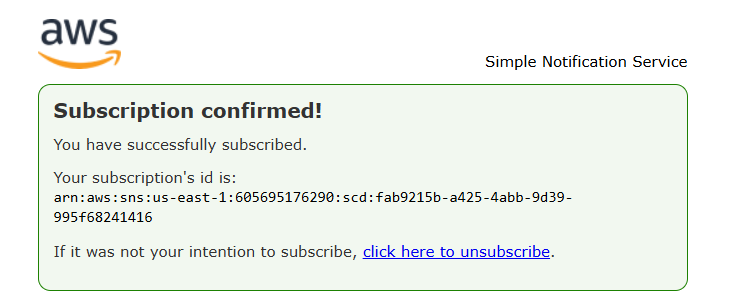 aws
Simple Notification Service
Subscription confirmed!
You have successfully subscribed.
Your subscription's id is:
arn:aws:sns:us-east-1:605695176290:scd:fab9215b-a425-4abb-9d39-
995f68241416
If it was not your intention to subscribe, click here to unsubscribe.